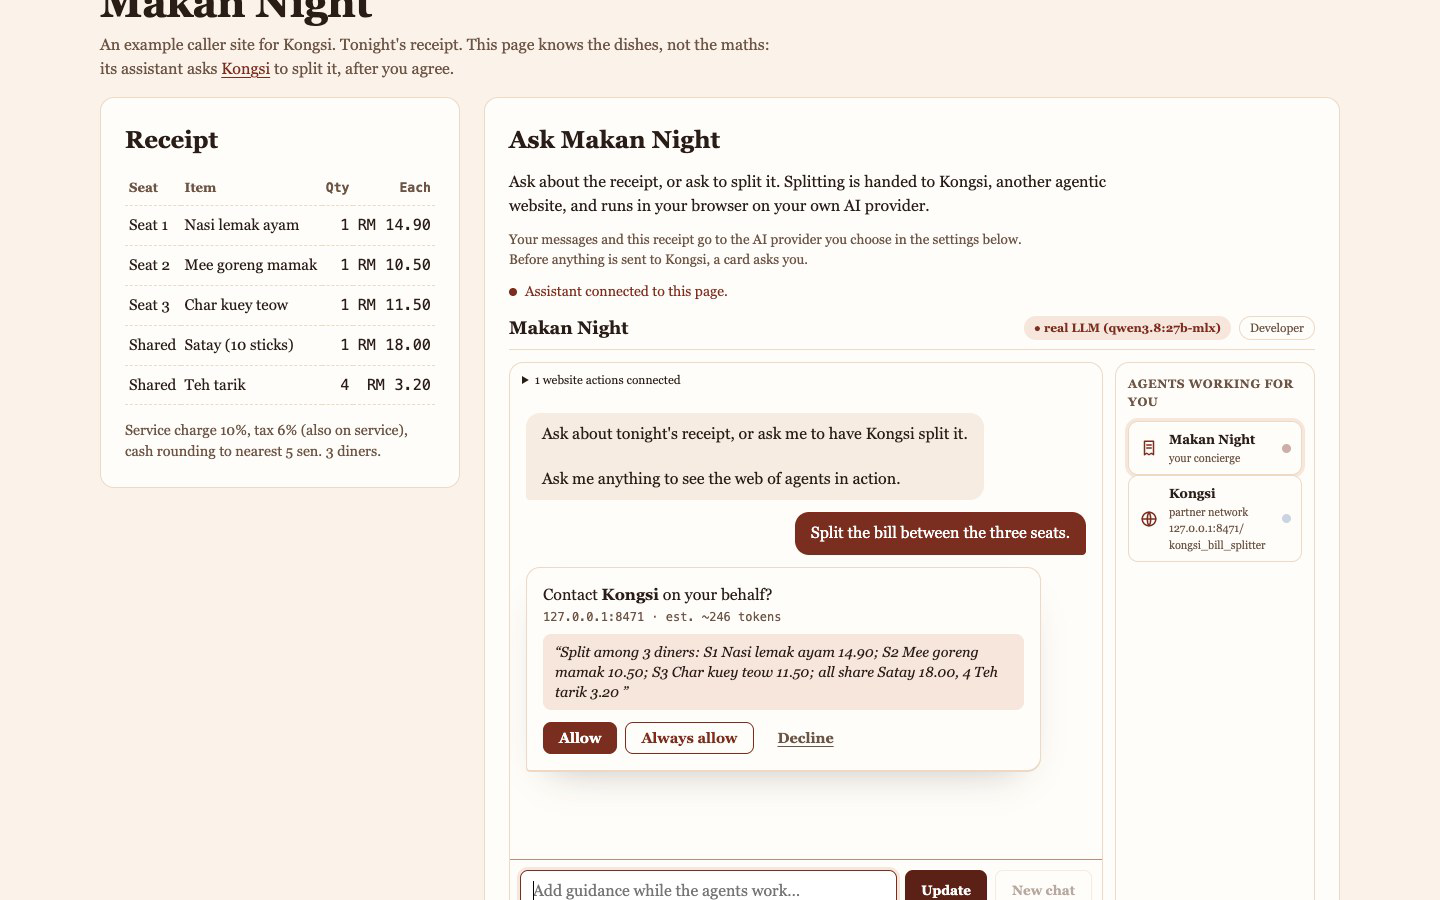 Makan Night
An example caller site for Kongsi. Tonight's receipt. This page knows the dishes, not the maths:
its assistant asks Kongsi to split it, after you agree.
Receipt
Seat Item Qty Each
Seat 1 Nasi lemak ayam 1 RM 14.90
Seat 2 Mee goreng mamak 1 RM 10.50
Seat 3 Char kuey teow 1 RM 11.50
Shared Satay (10 sticks) 1 RM 18.00
Shared Teh tarik 4 RM 3.20
Service charge 10%, tax 6% (also on service),
cash rounding to nearest 5 sen. 3 diners.
Ask Makan Night
Ask about the receipt, or ask to split it. Splitting is handed to Kongsi, another agentic
website, and runs in your browser on your own AI provider.
Your messages and this receipt go to the AI provider you choose in the settings below.
Before anything is sent to Kongsi, a card asks you.
Assistant connected to this page.
Makan Night
• real LLM (qwen3.8:27b-mlx)
Developer
▶ 1 website actions connected
Ask about tonight's receipt, or ask me to have Kongsi split it.
Ask me anything to see the web of agents in action.
Split the bill between the three seats.
Contact Kongsi on your behalf?
127.0.0.1:8471 · est. ~246 tokens
“Split among 3 diners: S1 Nasi lemak ayam 14.90; S2 Mee goreng
mamak 10.50; S3 Char kuey teow 11.50; all share Satay 18.00, 4 Teh
tarik 3.20 ”
Allow
Always allow
Decline
Add guidance while the agents work...
Update
New chat
AGENTS WORKING FOR
YOU
Makan Night
your concierge
Kongsi
partner network
127.0.0.1:8471/
kongsi_bill_splitter